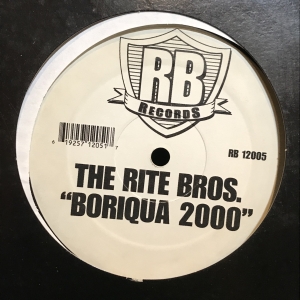 RB
RECORDS
6 19257 12051 7
RB 12005
THE RITE BROS.
"BORIQUA 2000"